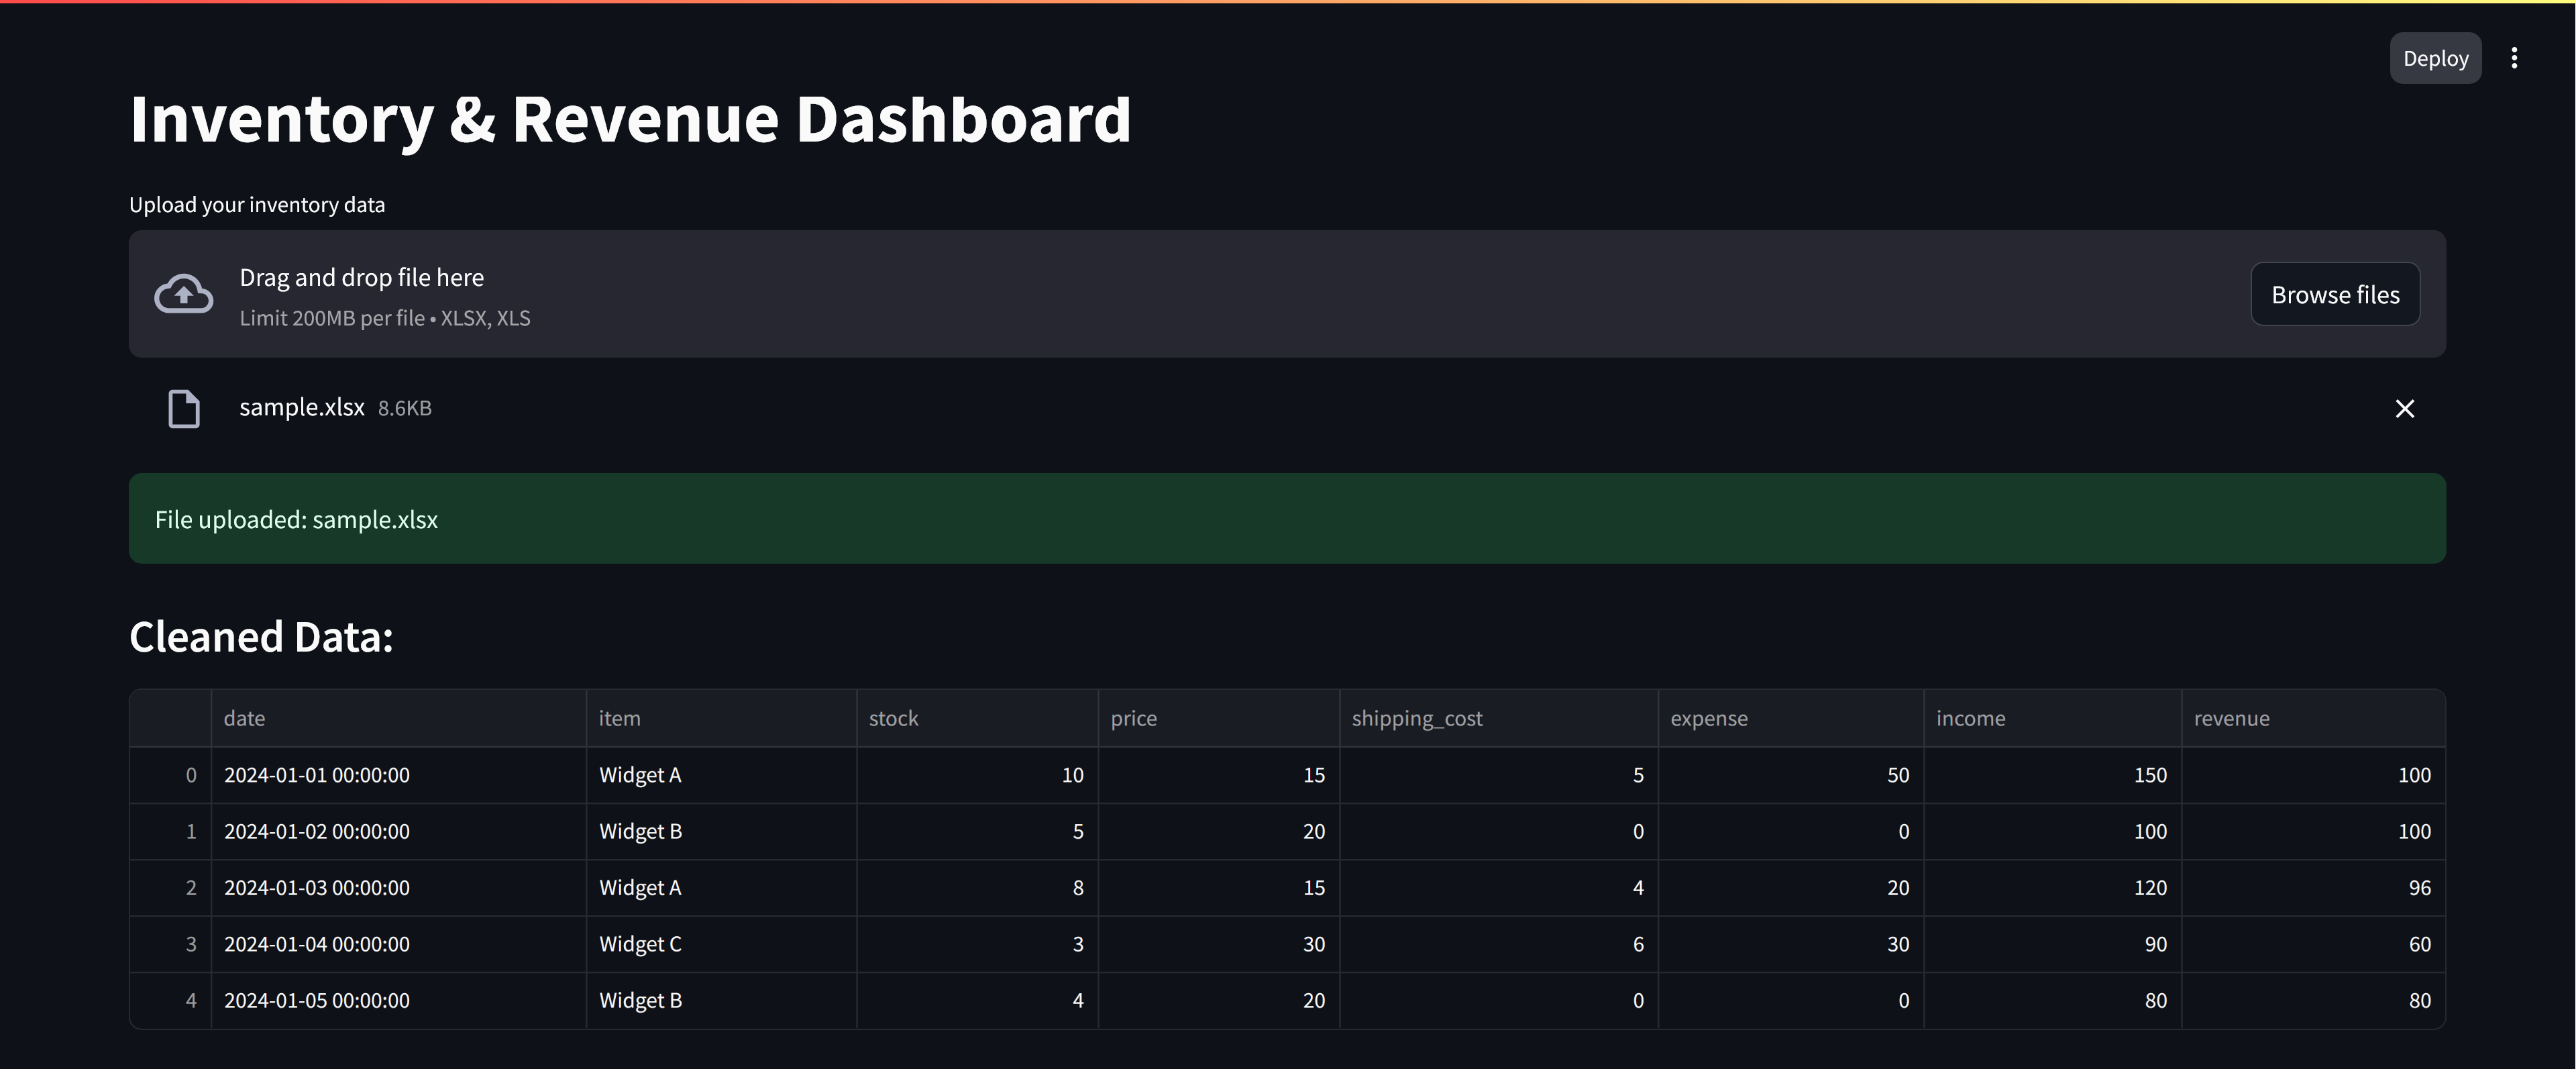 Deploy
Inventory & Revenue Dashboard
Upload your inventory data
Drag and drop file here
Limit 200MB per file • XLSX, XLS
Browse files
sample.xlsx 8.6KB
File uploaded: sample.xlsx
Cleaned Data:
date item stock price shipping_cost expense income revenue
0 2024-01-01 00:00:00 Widget A 10 15 5 50 150 100
1 2024-01-02 00:00:00 Widget B 5 20 0 0 100 100
2 2024-01-03 00:00:00 Widget A 8 15 4 20 120 96
3 2024-01-04 00:00:00 Widget C 3 30 6 30 90 60
4 2024-01-05 00:00:00 Widget B 4 20 0 0 80 80